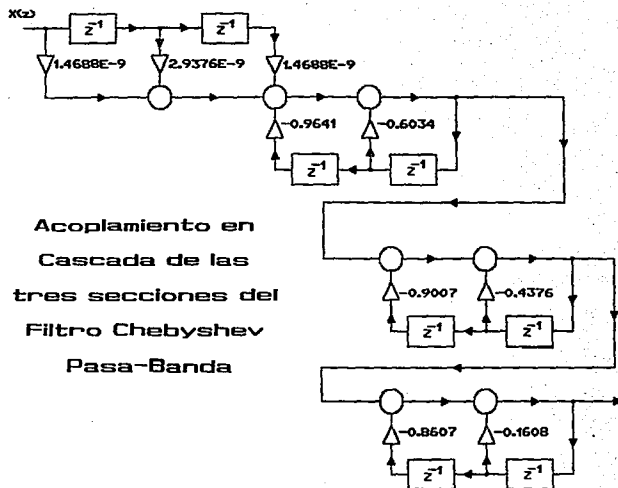 X(z)
z⁻¹
z⁻¹
1.4688E-9
2.9376E-9
1.4688E-9
-0.9641
-0.6034
z⁻¹
z⁻¹
Acoplamiento en
Cascada de las
tres secciones del
Filtro Chebyshev
Pasa-Banda
-0.9007
-0.4376
z⁻¹
z⁻¹
-0.8607
-0.1608
z⁻¹
z⁻¹